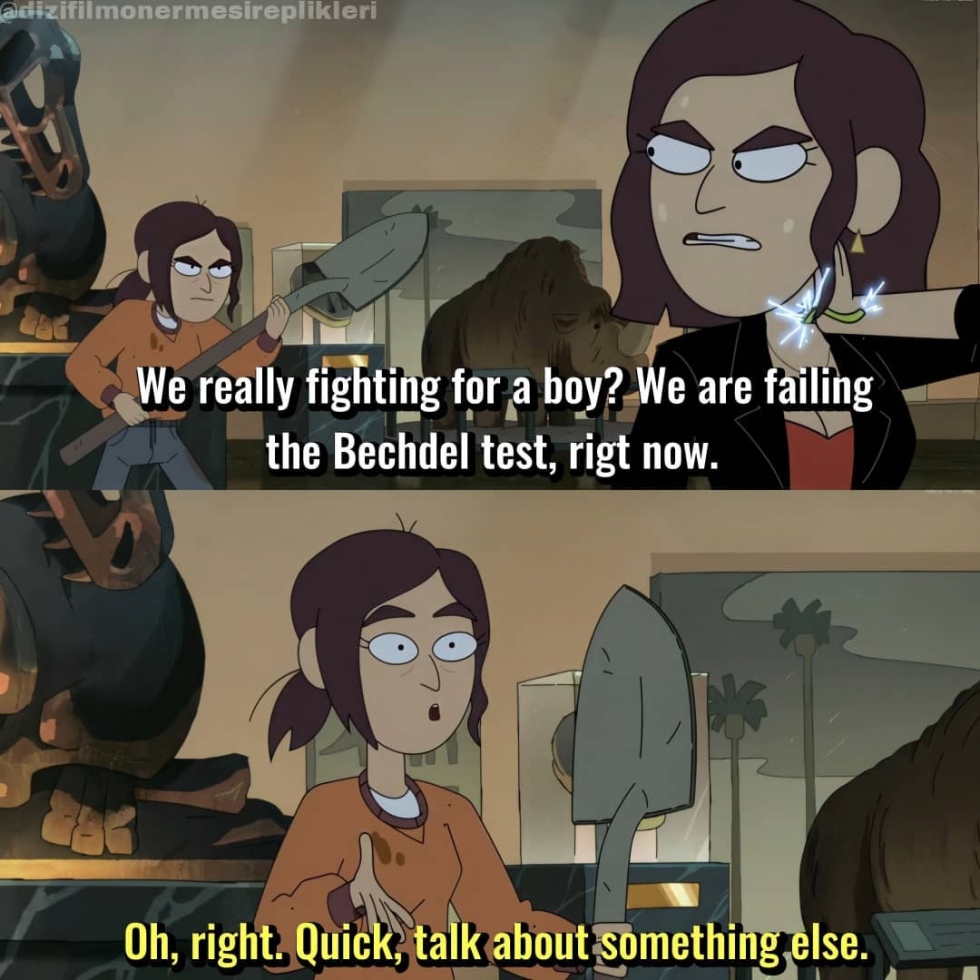 @dizifilmonermesireplikleri
We really fighting for a boy? We are failing
the Bechdel test, rigt now.
Oh, right. Quick, talk about something else.